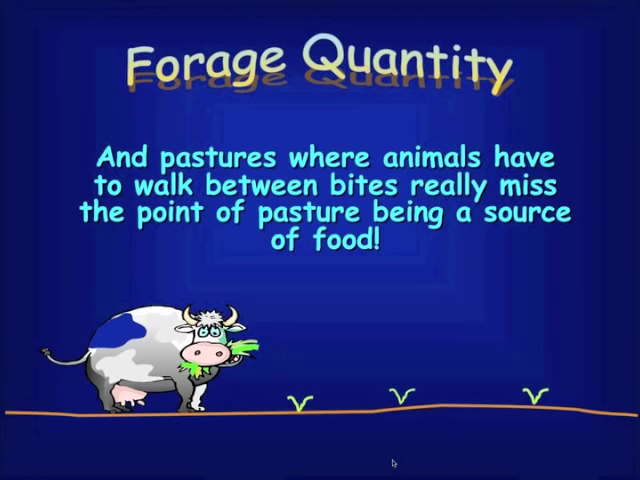 Forage Quantity
And pastures where animals have
to walk between bites really miss
the point of pasture being a source
of food!